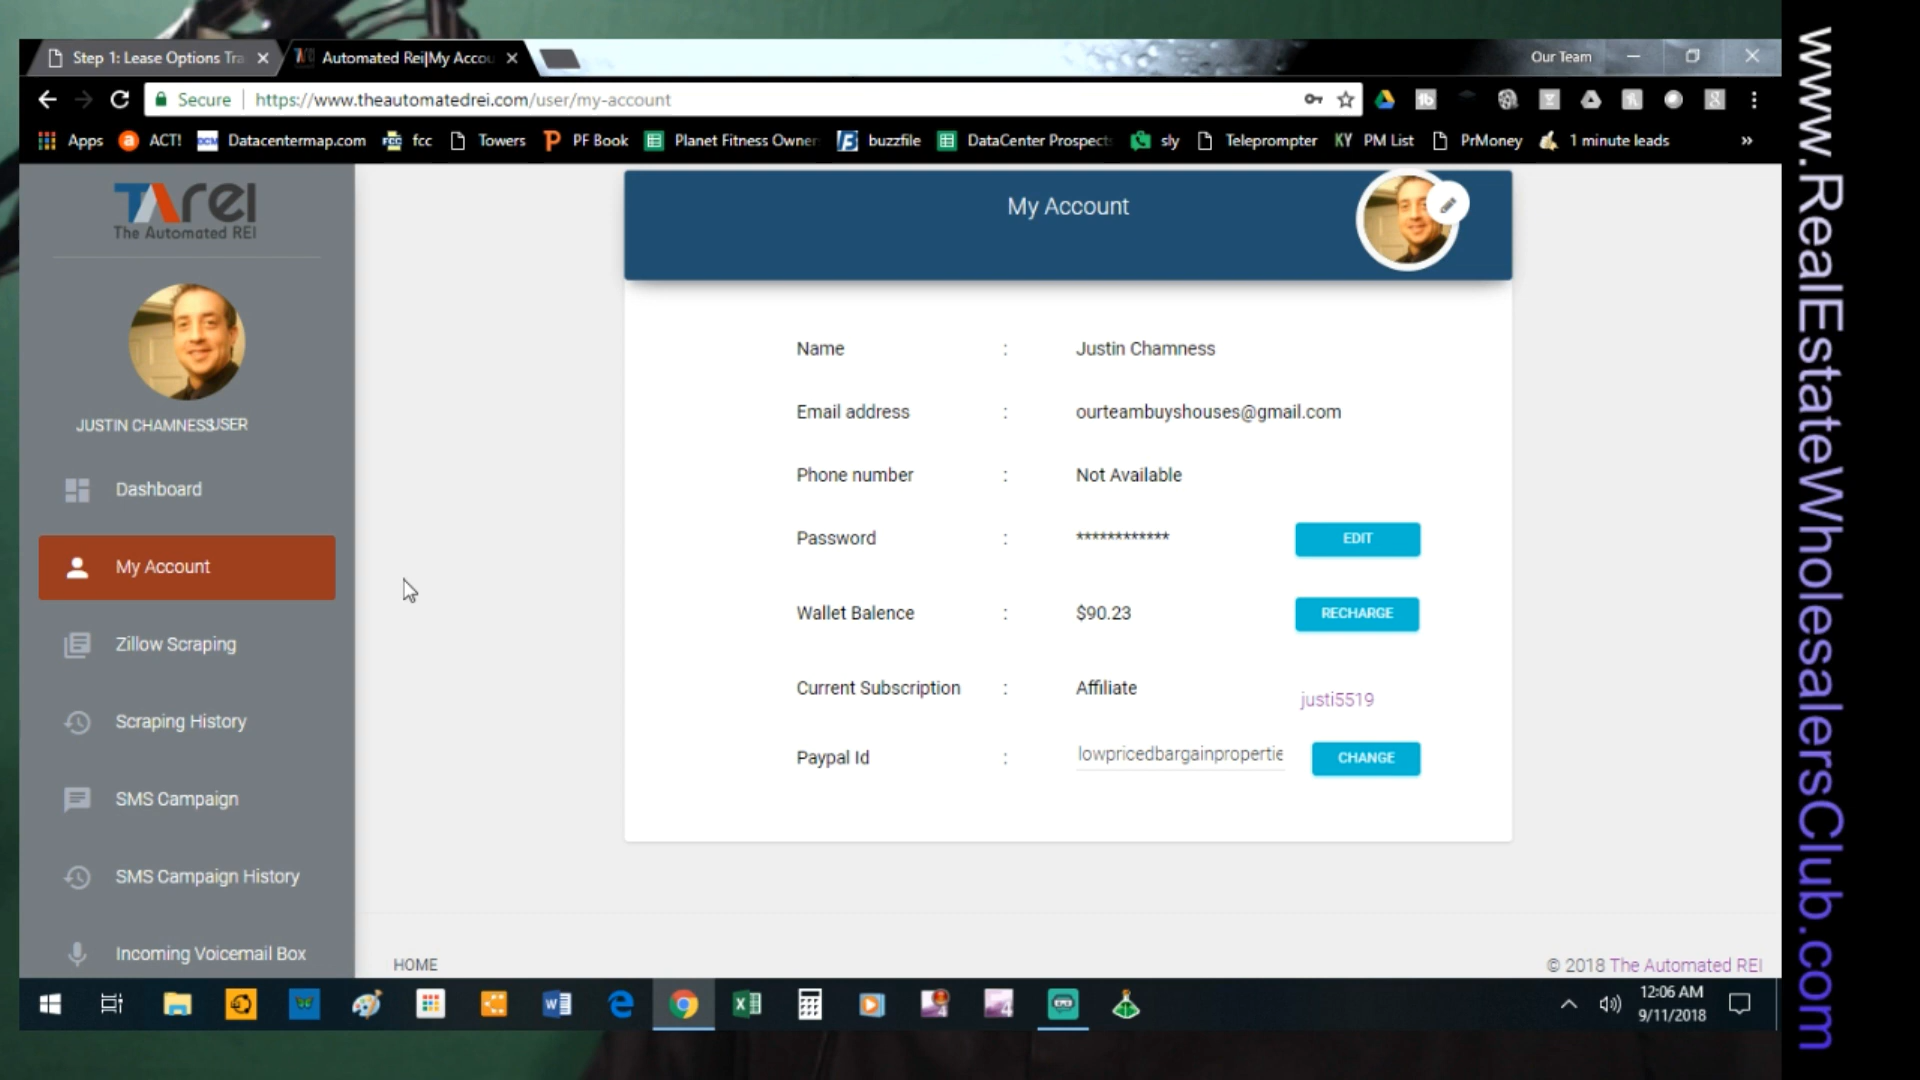 Step 1: Lease Options Tra
Automated Rei|My Accou
Our Team
Secure
https://www.theautomatedrei.com/user/my-account
Apps
ACT!
Datacentermap.com
fcc
Towers
PF Book
Planet Fitness Owner
buzzfile
DataCenter Prospects
sly
Teleprompter
KY PM List
PrMoney
1 minute leads
»
TArei
The Automated REI
JUSTIN CHAMNESS
USER
Dashboard
My Account
Zillow Scraping
Scraping History
SMS Campaign
SMS Campaign History
Incoming Voicemail Box
My Account
Name : Justin Chamness
Email address : ourteambuyshouses@gmail.com
Phone number : Not Available
Password : ************ EDIT
Wallet Balence : $90.23 RECHARGE
Current Subscription : Affiliate justi5519
Paypal Id : lowpricedbargainpropertie CHANGE
HOME
© 2018 The Automated REI
12:06 AM
9/11/2018
www.RealEstateWholesalersClub.com